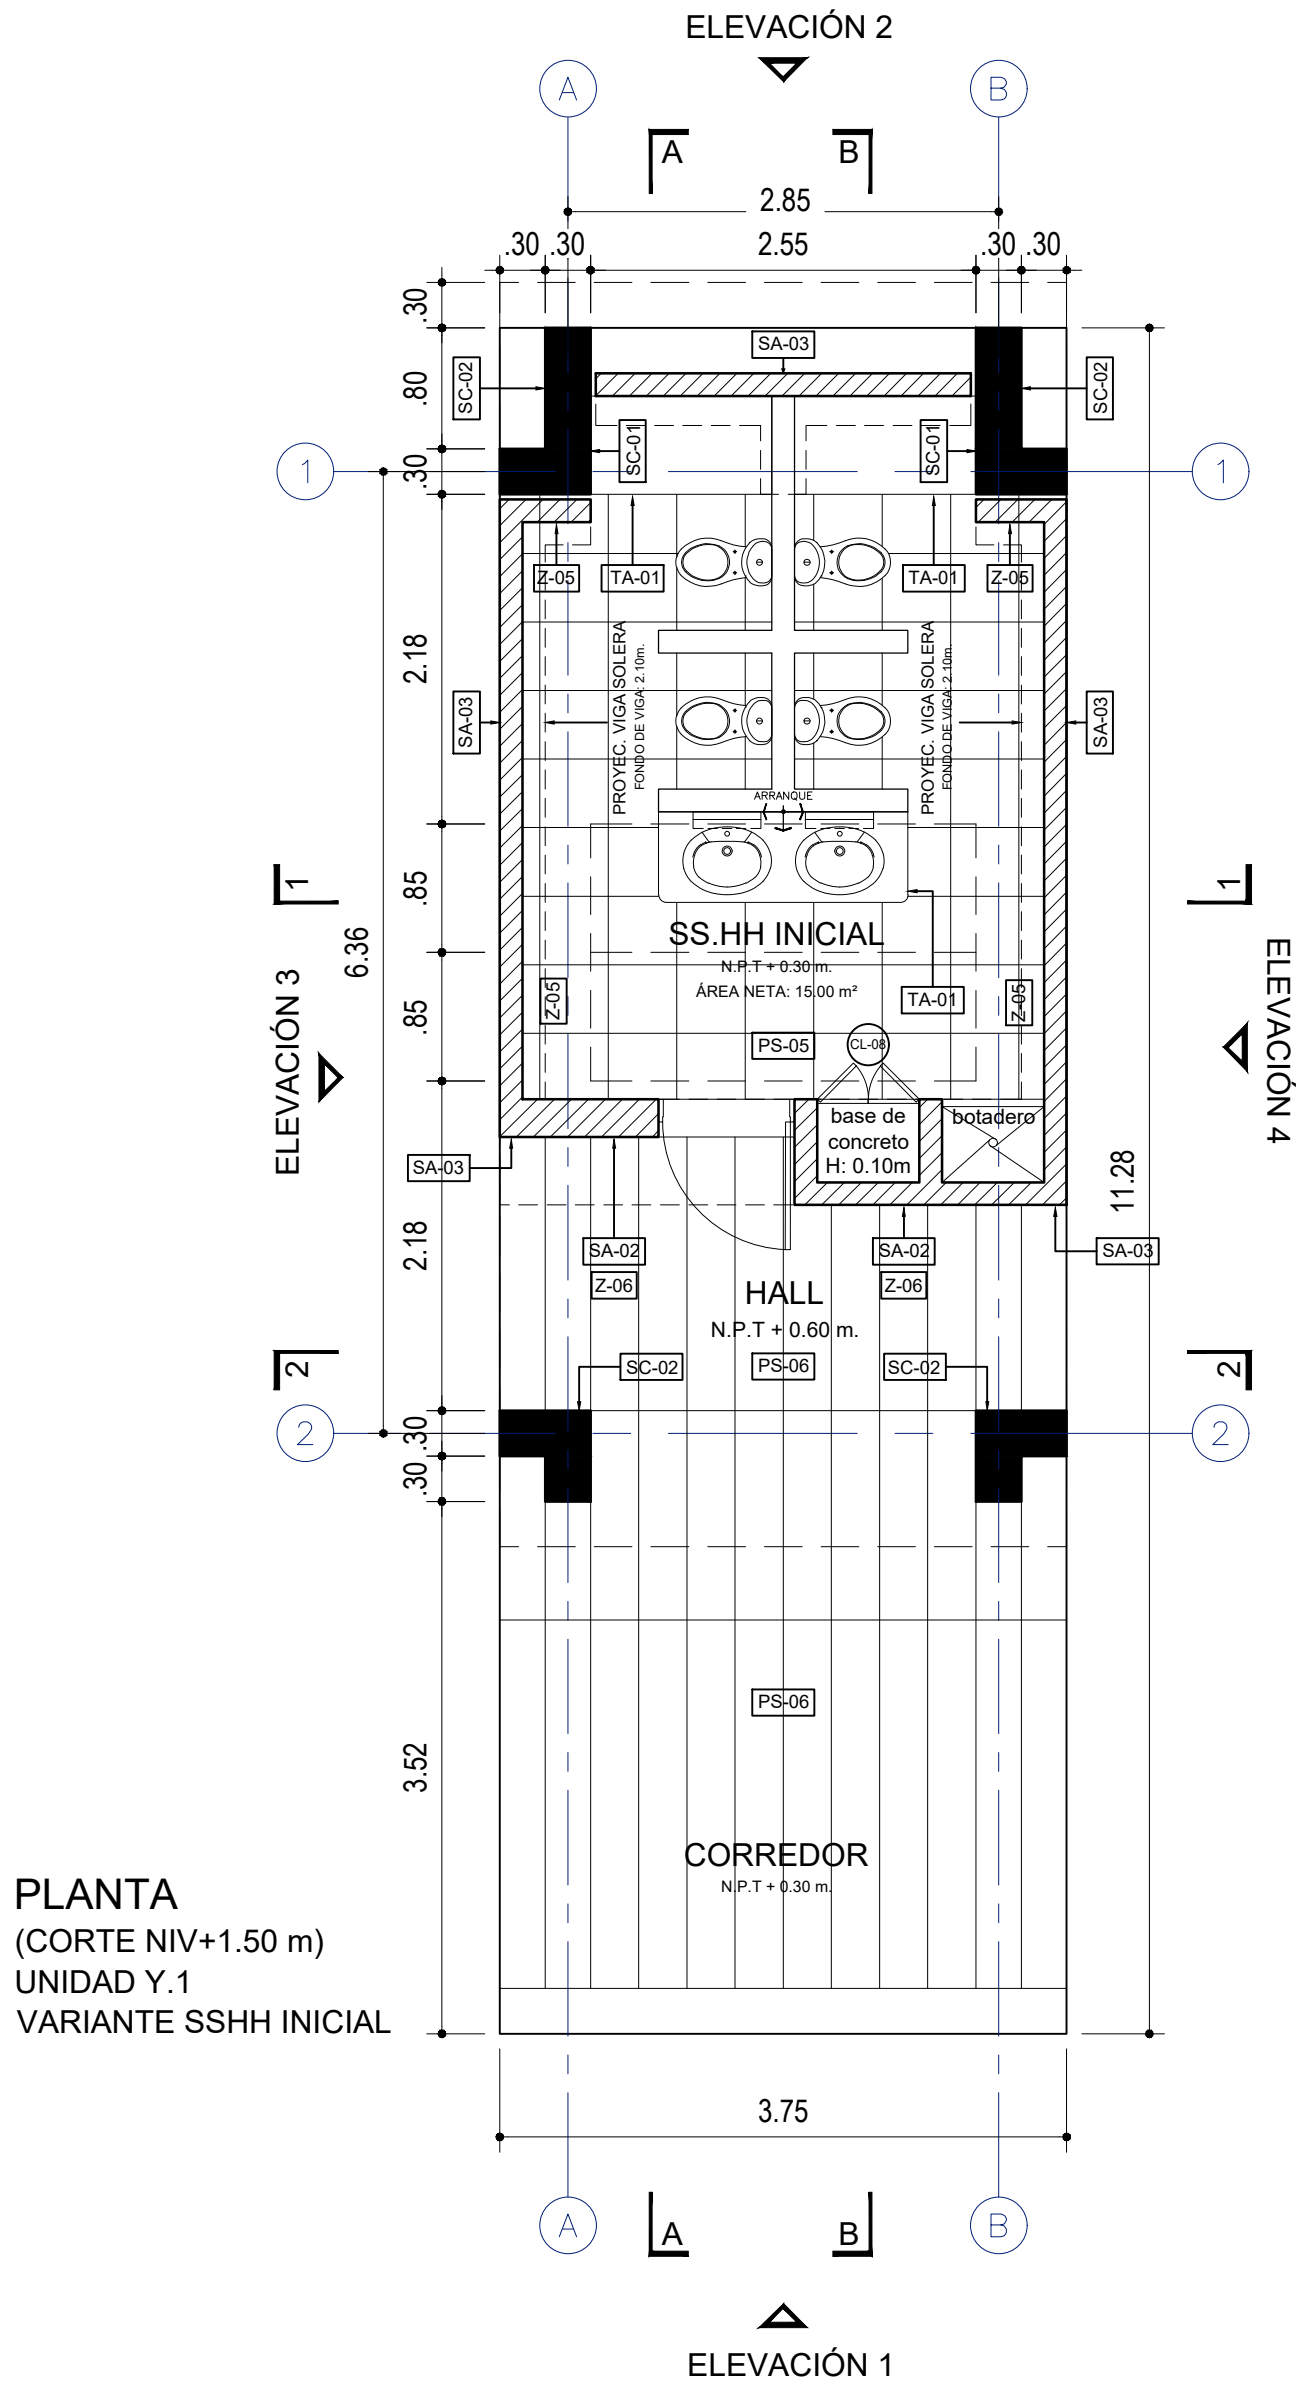 ELEVACIÓN 2
A
B
A
B
2.85
.30
.30
2.55
.30
.30
.30
SA-03
SC-02
.80
SC-02
SC-01
SC-01
1
.30
1
Z-05
TA-01
TA-01
Z-05
PROYEC. VIGA SOLERA
FONDO DE VIGA: 2.10m.
PROYEC. VIGA SOLERA
FONDO DE VIGA: 2.10m.
2.18
SA-03
SA-03
ARRANQUE
1
.85
1
6.36
SS.HH INICIAL
N.P.T + 0.30 m.
ÁREA NETA: 15.00 m²
Z-05
TA-01
Z-05
.85
PS-05
CL-08
ELEVACIÓN 3
ELEVACIÓN 4
base de
concreto
H: 0.10m
botadero
SA-03
11.28
2.18
SA-02
Z-06
SA-02
Z-06
SA-03
HALL
N.P.T + 0.60 m.
2
SC-02
PS-06
SC-02
2
2
.30
2
.30
PS-06
3.52
CORREDOR
N.P.T + 0.30 m.
PLANTA
(CORTE NIV+1.50 m)
UNIDAD Y.1
VARIANTE SSHH INICIAL
3.75
A
A
B
B
ELEVACIÓN 1